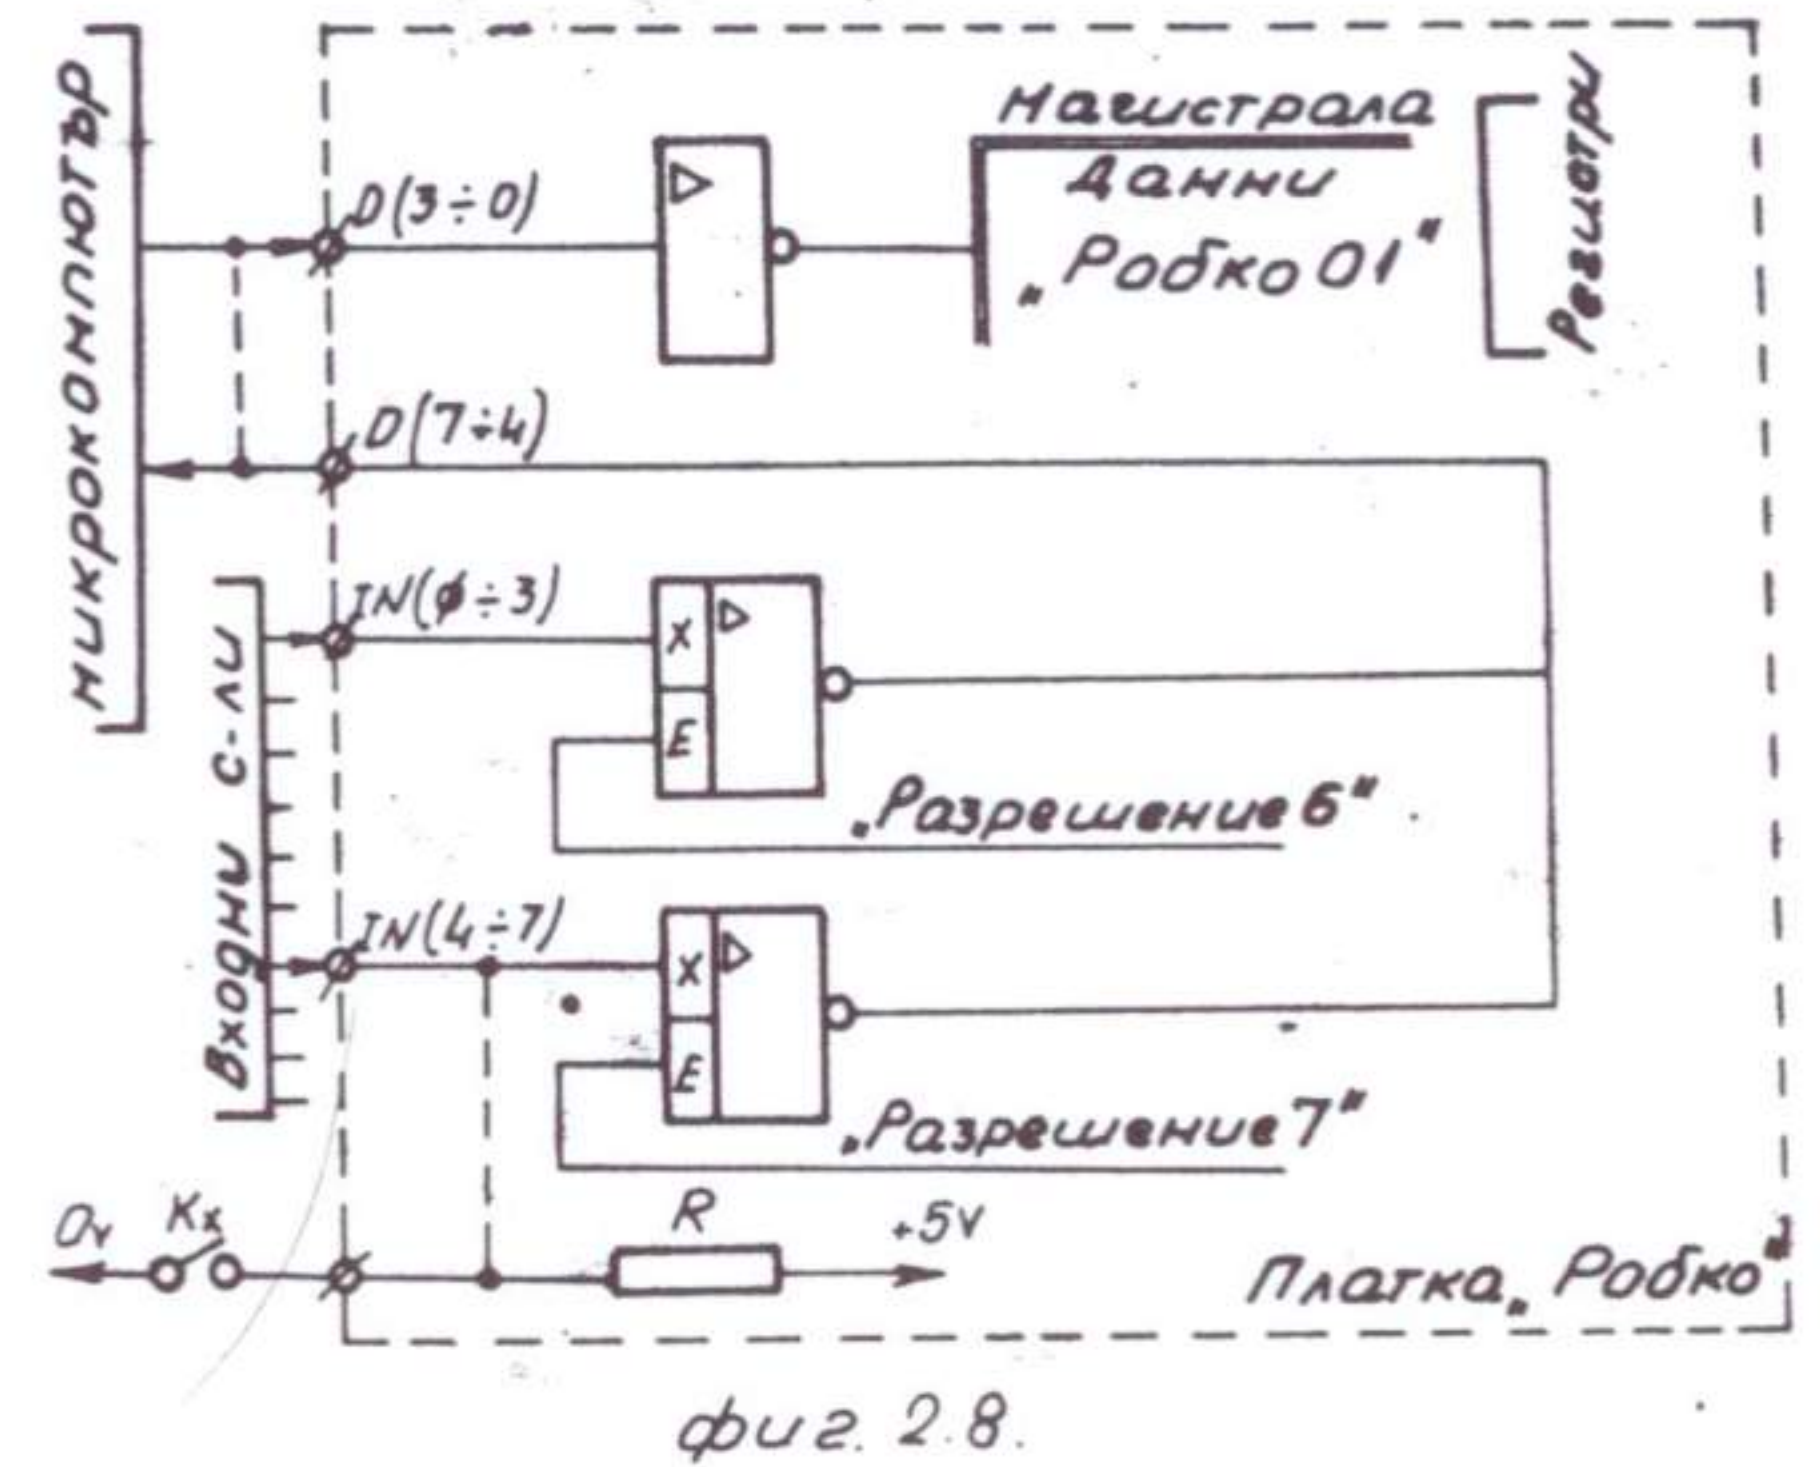 микрокомпютър
D(3÷0)
Магистрала
Данни
„Робко 01"
Регистри
D(7÷4)
Входни с-ли
IN(ø÷3)
X
E
„Разрешение 6"
IN(4÷7)
X
E
„Разрешение 7"
0v
Kx
R
+5V
Платка „Робко"
фиг. 2.8.